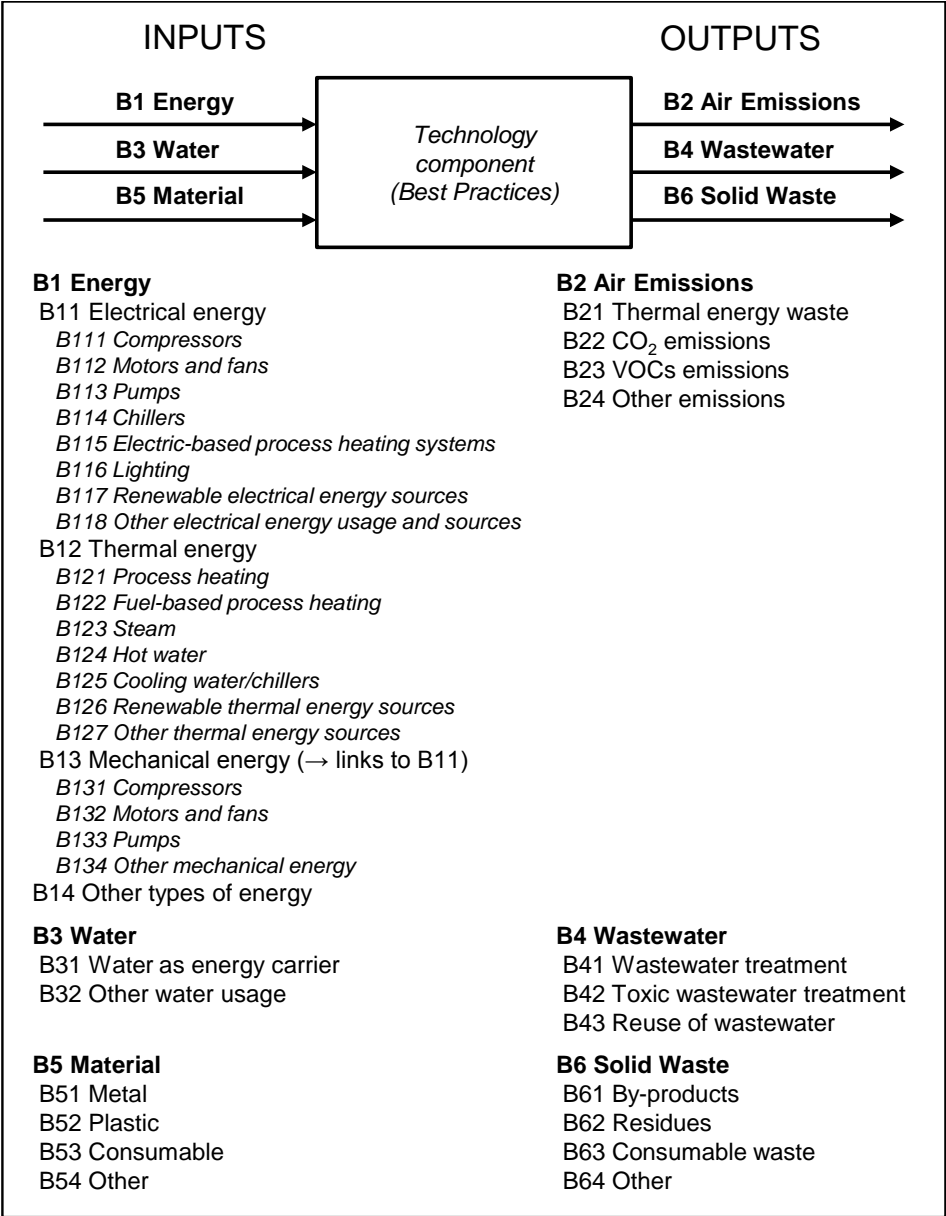 INPUTS
OUTPUTS
B1 Energy
B3 Water
B5 Material
Technology
component
(Best Practices)
B2 Air Emissions
B4 Wastewater
B6 Solid Waste
B1 Energy
B11 Electrical energy
B111 Compressors
B112 Motors and fans
B113 Pumps
B114 Chillers
B115 Electric-based process heating systems
B116 Lighting
B117 Renewable electrical energy sources
B118 Other electrical energy usage and sources
B12 Thermal energy
B121 Process heating
B122 Fuel-based process heating
B123 Steam
B124 Hot water
B125 Cooling water/chillers
B126 Renewable thermal energy sources
B127 Other thermal energy sources
B13 Mechanical energy (→ links to B11)
B131 Compressors
B132 Motors and fans
B133 Pumps
B134 Other mechanical energy
B14 Other types of energy
B2 Air Emissions
B21 Thermal energy waste
B22 CO₂ emissions
B23 VOCs emissions
B24 Other emissions
B3 Water
B31 Water as energy carrier
B32 Other water usage
B4 Wastewater
B41 Wastewater treatment
B42 Toxic wastewater treatment
B43 Reuse of wastewater
B5 Material
B51 Metal
B52 Plastic
B53 Consumable
B54 Other
B6 Solid Waste
B61 By-products
B62 Residues
B63 Consumable waste
B64 Other